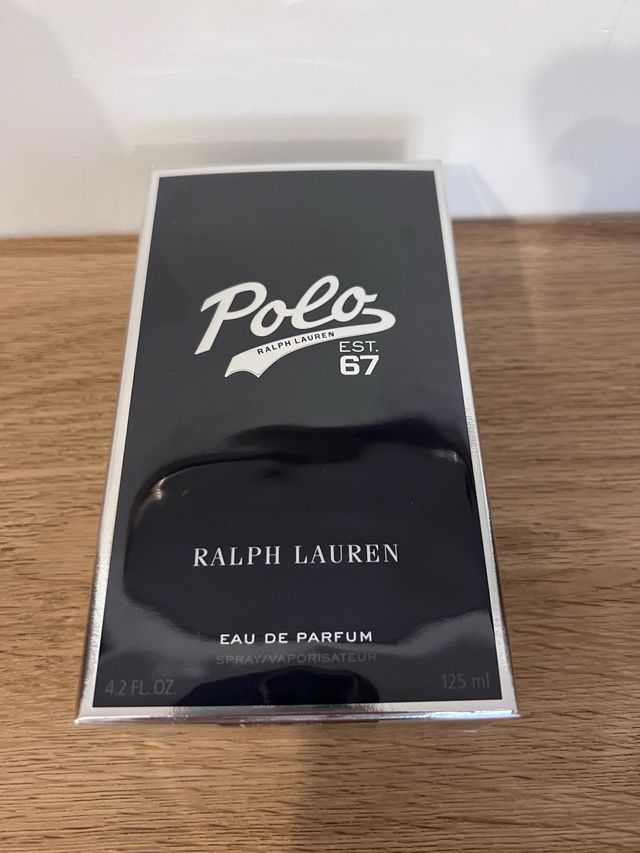 Polo
RALPH LAUREN
EST.
67
RALPH LAUREN
EAU DE PARFUM
SPRAY/VAPORISATEUR
4.2 FL. OZ. 125 ml